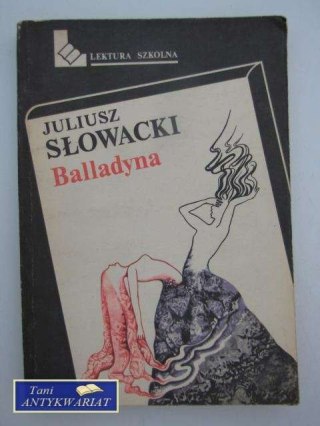 LEKTURA SZKOLNA
JULIUSZ
SŁOWACKI
Balladyna
Tani
ANTYKWARIAT